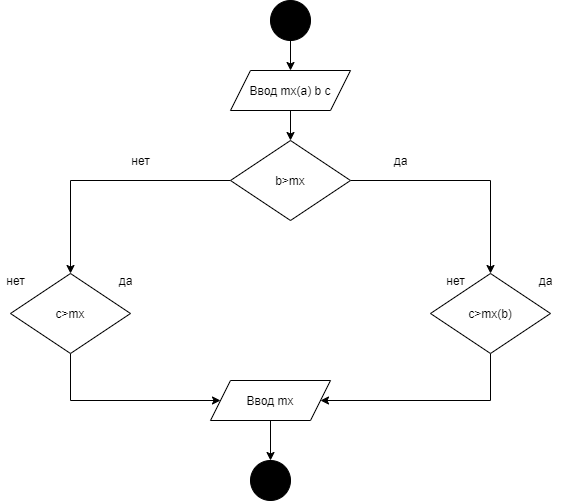 Ввод mx(a) b c
нет
да
b>mx
нет
да
нет
да
c>mx
c>mx(b)
Ввод mx